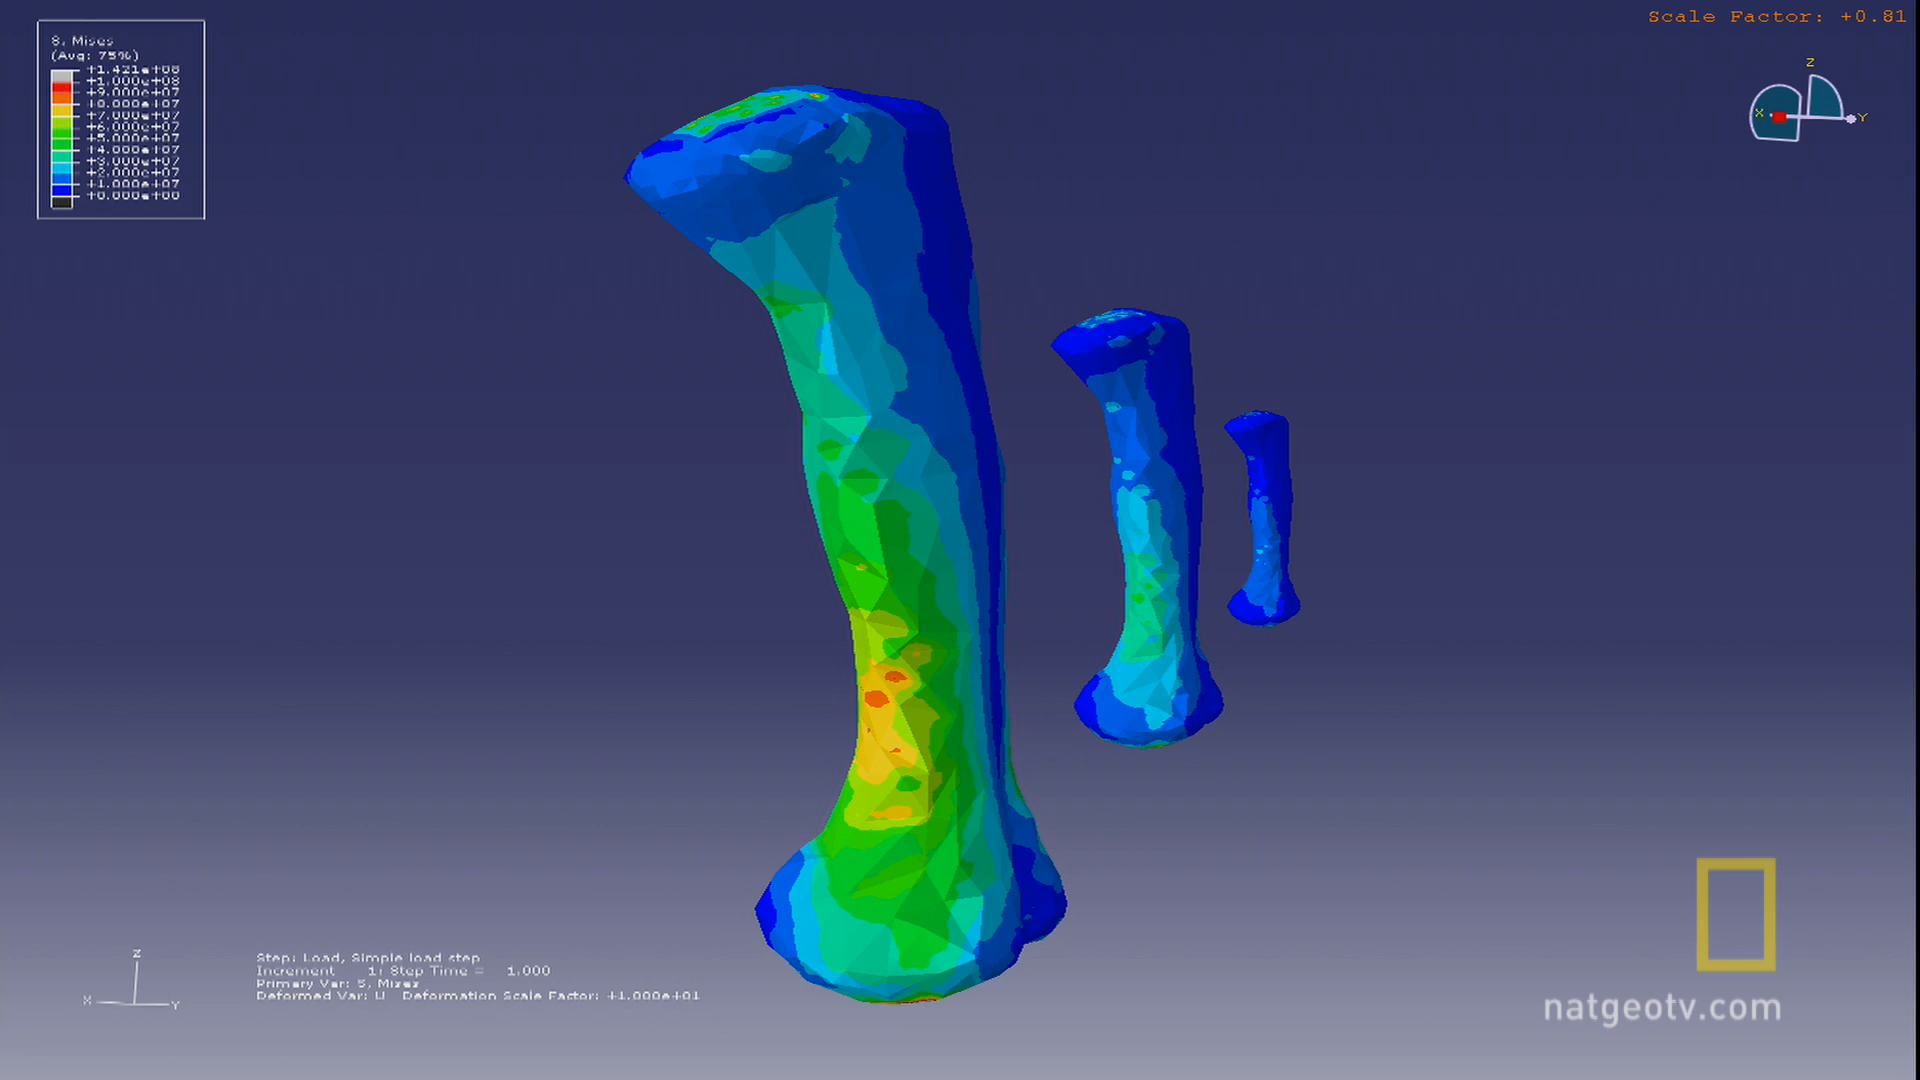 Scale Factor: +0.81
S, Mises
(Avg: 75%)
+1.421e+08
+1.000e+08
+9.000e+07
+8.000e+07
+7.000e+07
+6.000e+07
+5.000e+07
+4.000e+07
+3.000e+07
+2.000e+07
+1.000e+07
+0.000e+00
Z
X
Y
Z
X
Y
Step: Load, Simple load step
Increment 1: Step Time = 1.000
Primary Var: S, Mises
Deformed Var: U Deformation Scale Factor: +1.000e+01
natgeotv.com